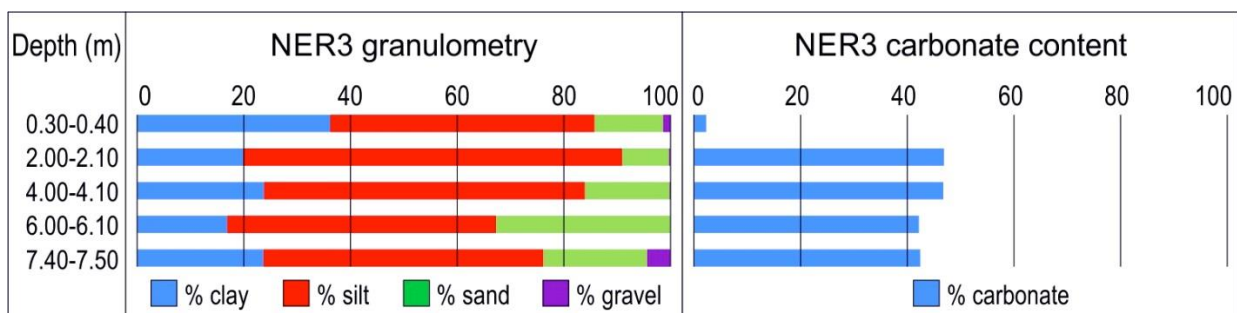 Depth (m) NER3 granulometry NER3 carbonate content
0 20 40 60 80 100 0 20 40 60 80 100
0.30-0.40
2.00-2.10
4.00-4.10
6.00-6.10
7.40-7.50
% clay % silt % sand % gravel % carbonate